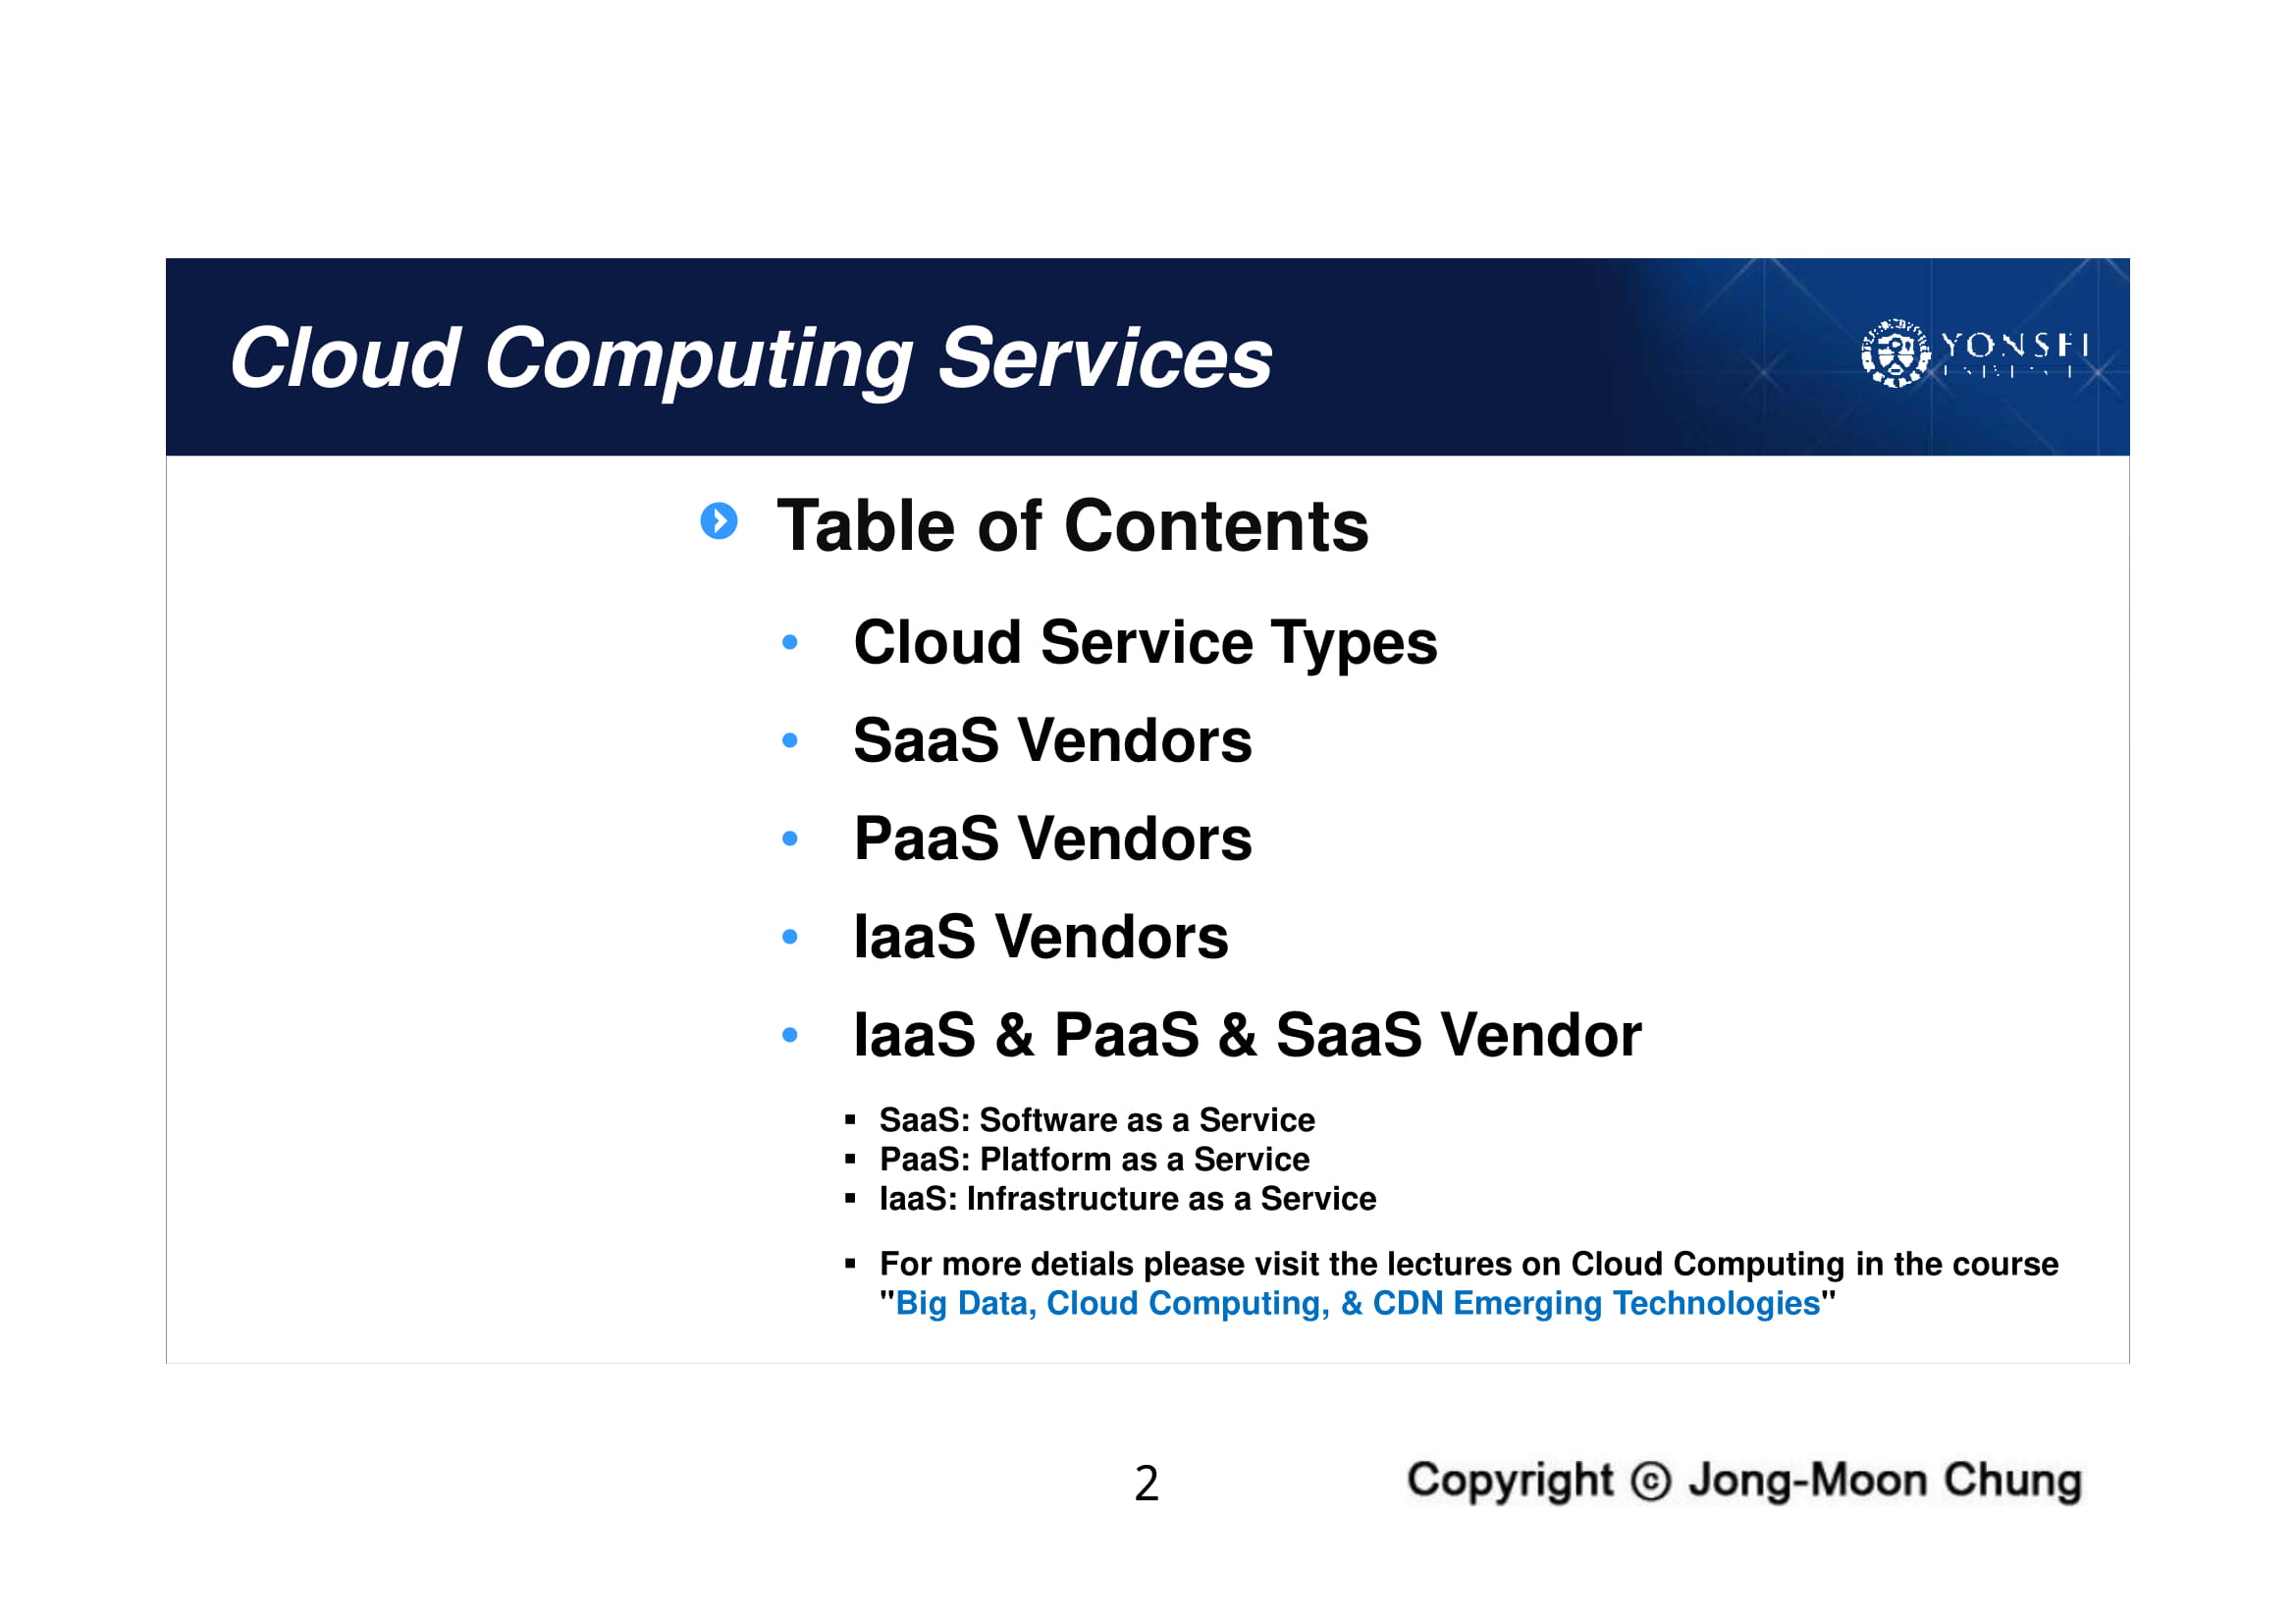 Cloud Computing Services
YONSEI
Table of Contents
• Cloud Service Types
• SaaS Vendors
• PaaS Vendors
• IaaS Vendors
• IaaS & PaaS & SaaS Vendor
▪ SaaS: Software as a Service
▪ PaaS: Platform as a Service
▪ IaaS: Infrastructure as a Service
▪ For more detials please visit the lectures on Cloud Computing in the course
"Big Data, Cloud Computing, & CDN Emerging Technologies"
2
Copyright © Jong-Moon Chung